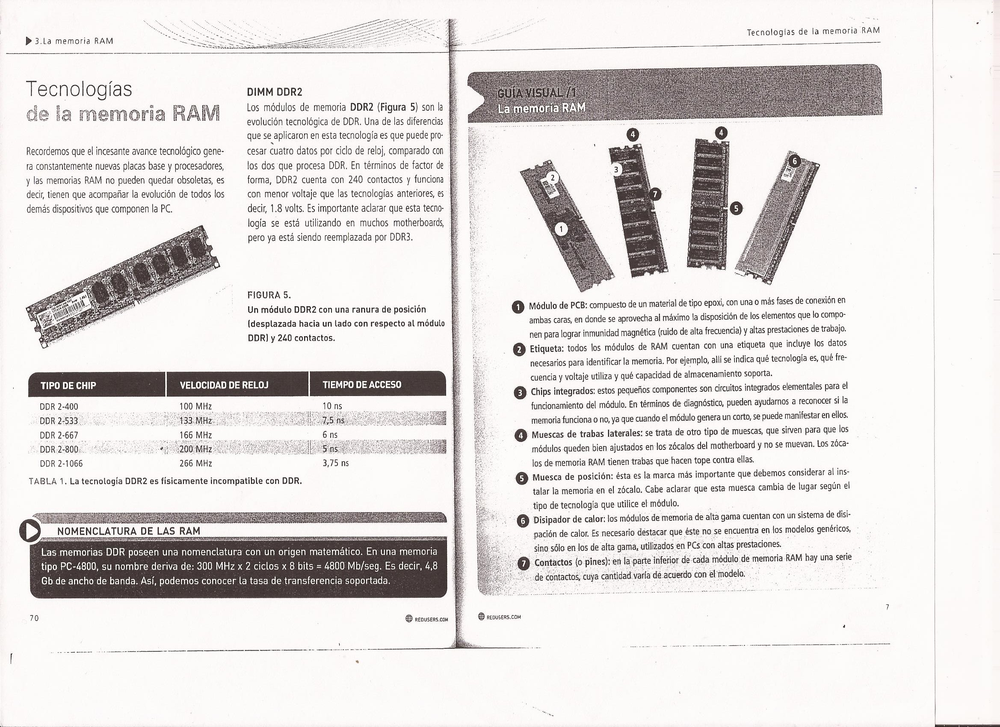 3.La memoria RAM
Tecnologías
de la memoria RAM
Recordemos que el incesante avance tecnológico gene-
ra constantemente nuevas placas base y procesadores,
y las memorias RAM no pueden quedar obsoletas, es
decir, tienen que acompañar la evolución de todos los
demás dispositivos que componen la PC.
DIMM DDR2
Los módulos de memoria DDR2 (Figura 5) son la
evolución tecnológica de DDR. Una de las diferencias
que se aplicaron en esta tecnología es que puede pro-
cesar cuatro datos por ciclo de reloj, comparado con
los dos que procesa DDR. En términos de factor de
forma, DDR2 cuenta con 240 contactos y funciona
con menor voltaje que las tecnologías anteriores, es
decir, 1.8 volts. Es importante aclarar que esta tecno-
logía se está utilizando en muchos motherboards,
pero ya está siendo reemplazada por DDR3.
FIGURA 5.
Un módulo DDR2 con una ranura de posición
(desplazada hacia un lado con respecto al módulo
DDR) y 240 contactos.
TIPO DE CHIP VELOCIDAD DE RELOJ TIEMPO DE ACCESO
DDR 2-400 100 MHz 10 ns
DDR 2-533 133 MHz 7,5 ns
DDR 2-667 166 MHz 6 ns
DDR 2-800 200 MHz 5 ns
DDR 2-1066 266 MHz 3,75 ns
TABLA 1. La tecnología DDR2 es físicamente incompatible con DDR.
NOMENCLATURA DE LAS RAM
Las memorias DDR poseen una nomenclatura con un origen matemático. En una memoria
tipo PC-4800, su nombre deriva de: 300 MHz x 2 ciclos x 8 bits = 4800 Mb/seg. Es decir, 4,8
Gb de ancho de banda. Así, podemos conocer la tasa de transferencia soportada.
70
REDUSERS.COM
Tecnologías de la memoria RAM
GUÍA VISUAL /1
La memoria RAM
4
4
6
2
3
7
5
1
1 Módulo de PCB: compuesto de un material de tipo epoxi, con una o más fases de conexión en
ambas caras, en donde se aprovecha al máximo la disposición de los elementos que lo compo-
nen para lograr inmunidad magnética (ruido de alta frecuencia) y altas prestaciones de trabajo.
2 Etiqueta: todos los módulos de RAM cuentan con una etiqueta que incluye los datos
necesarios para identificar la memoria. Por ejemplo, allí se indica qué tecnología es, qué fre-
cuencia y voltaje utiliza y qué capacidad de almacenamiento soporta.
3 Chips integrados: estos pequeños componentes son circuitos integrados elementales para el
funcionamiento del módulo. En términos de diagnóstico, pueden ayudarnos a reconocer si la
memoria funciona o no, ya que cuando el módulo genera un corto, se puede manifestar en ellos.
4 Muescas de trabas laterales: se trata de otro tipo de muescas, que sirven para que los
módulos queden bien ajustados en los zócalos del motherboard y no se muevan. Los zóca-
los de memoria RAM tienen trabas que hacen tope contra ellas.
5 Muesca de posición: ésta es la marca más importante que debemos considerar al ins-
talar la memoria en el zócalo. Cabe aclarar que esta muesca cambia de lugar según el
tipo de tecnología que utilice el módulo.
6 Disipador de calor: los módulos de memoria de alta gama cuentan con un sistema de disi-
pación de calor. Es necesario destacar que éste no se encuentra en los modelos genéricos,
sino sólo en los de alta gama, utilizados en PCs con altas prestaciones.
7 Contactos (o pines): en la parte inferior de cada módulo de memoria RAM hay una serie
de contactos, cuya cantidad varía de acuerdo con el modelo.
REDUSERS.COM
7